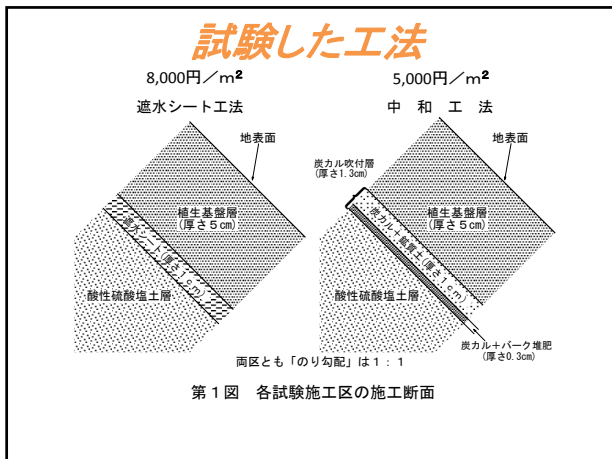 試験した工法
8,000円／m²
遮水シート工法
地表面
植生基盤層
(厚さ５㎝)
遮水シート(厚さ１㎝)
酸性硫酸塩土層
5,000円／m²
中 和 工 法
地表面
炭カル吹付層
(厚さ1.3㎝)
植生基盤層
(厚さ５㎝)
炭カル＋粘質土(厚さ１㎝)
酸性硫酸塩土層
炭カル＋バーク堆肥
(厚さ0.3㎝)
両区とも「のり勾配」は１：１
第１図　各試験施工区の施工断面